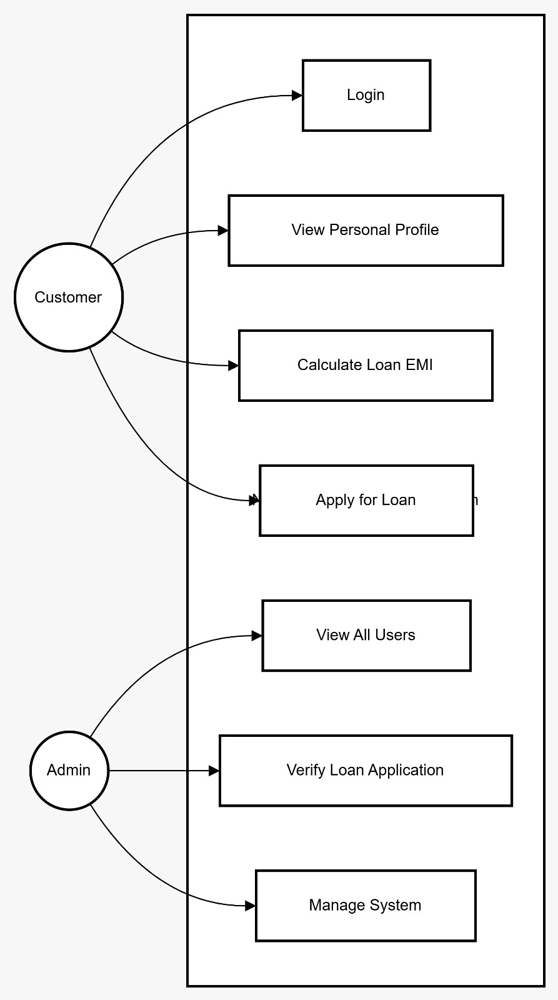 Login
View Personal Profile
Customer
Calculate Loan EMI
Apply for Loan
View All Users
Admin
Verify Loan Application
Manage System